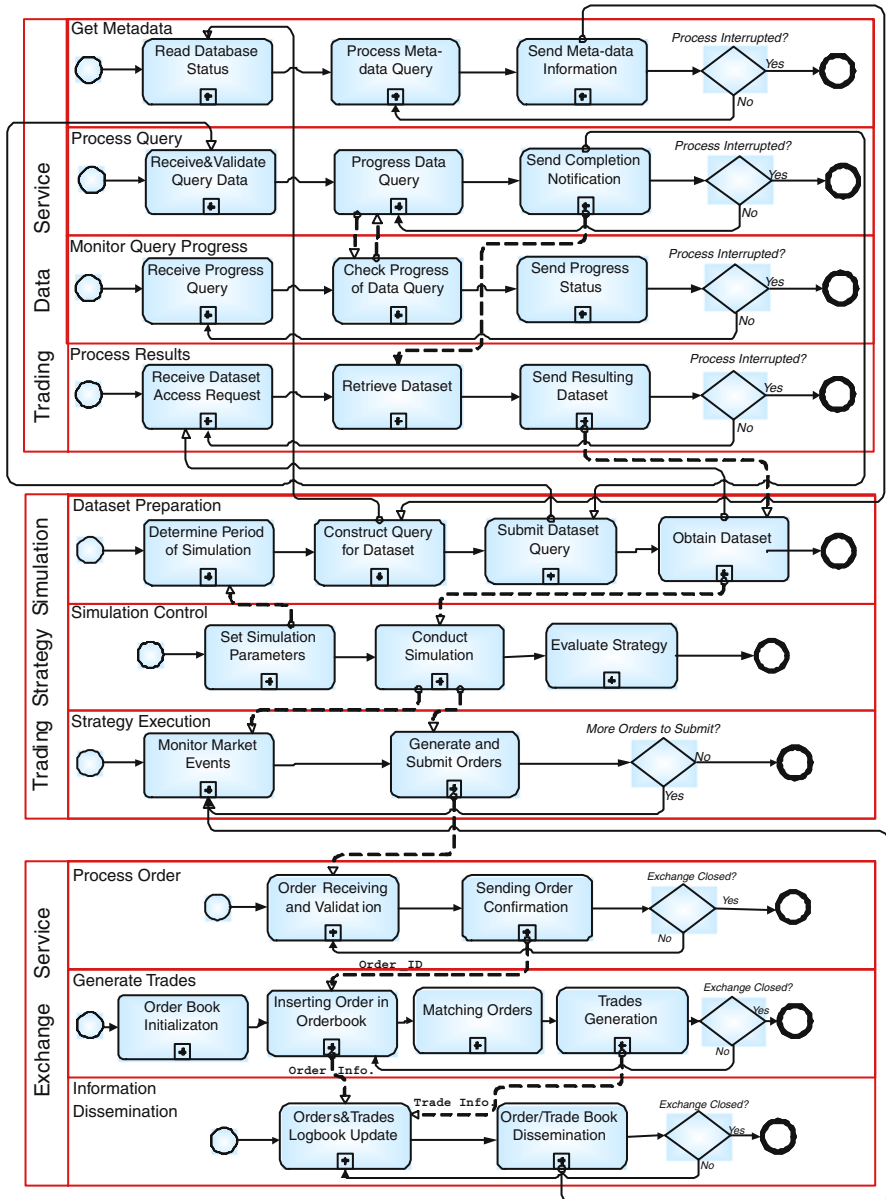 Trading Data Service
Get Metadata
Read Database
Status
Process Meta-
data Query
Send Meta-data
Information
Process Interrupted?
Yes
No
Process Query
Receive&Validate
Query Data
Progress Data
Query
Send Completion
Notification
Process Interrupted?
Yes
No
Monitor Query Progress
Receive Progress
Query
Check Progress
of Data Query
Send Progress
Status
Process Interrupted?
Yes
No
Process Results
Receive Dataset
Access Request
Retrieve Dataset
Send Resulting
Dataset
Process Interrupted?
Yes
No
Trading Strategy Simulation
Dataset Preparation
Determine Period
of Simulation
Construct Query
for Dataset
Submit Dataset
Query
Obtain Dataset
Simulation Control
Set Simulation
Parameters
Conduct
Simulation
Evaluate Strategy
Strategy Execution
Monitor Market
Events
Generate and
Submit Orders
More Orders to Submit?
No
Yes
Exchange Service
Process Order
Order Receiving
and Validation
Sending Order
Confirmation
Exchange Closed?
Yes
No
Order_ID
Generate Trades
Order Book
Initializaton
Inserting Order in
Orderbook
Matching Orders
Trades
Generation
Exchange Closed?
Yes
No
Order Info.
Trade Info.
Information
Dissemination
Orders&Trades
Logbook Update
Order/Trade Book
Dissemination
Exchange Closed?
Yes
No